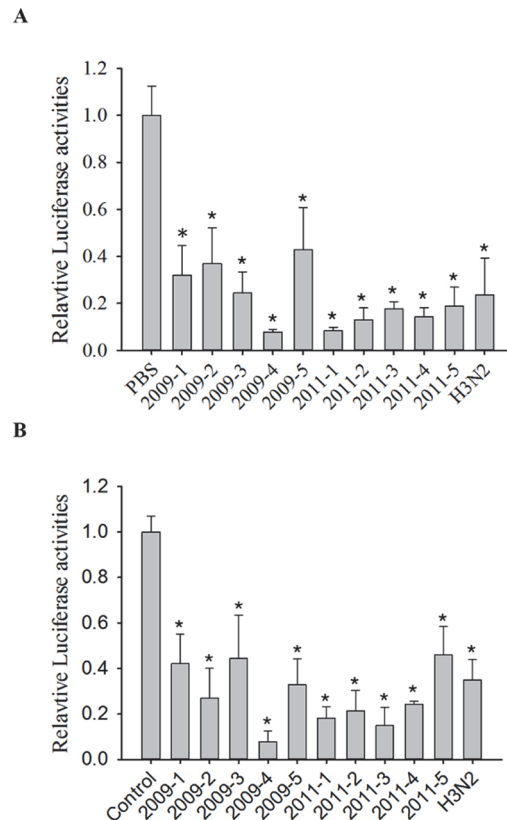 A
Relavtive Luciferase activities
1.2
1.0
0.8
0.6
0.4
0.2
0.0
* * * * * * * * * * *
PBS 2009-1 2009-2 2009-3 2009-4 2009-5 2011-1 2011-2 2011-3 2011-4 2011-5 H3N2
B
Relavtive Luciferase activities
1.2
1.0
0.8
0.6
0.4
0.2
0.0
* * * * * * * * * * *
Control 2009-1 2009-2 2009-3 2009-4 2009-5 2011-1 2011-2 2011-3 2011-4 2011-5 H3N2